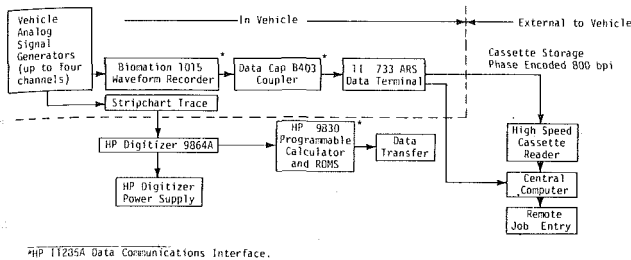 Vehicle
Analog
Signal
Generators
(up to four
channels)
In Vehicle
External to Vehicle
Biomation 1015
Waveform Recorder
*
Data Cap B403
Coupler
*
TI 733 ARS
Data Terminal
Cassette Storage
Phase Encoded 800 bpi
Stripchart Trace
HP Digitizer 9864A
HP 9830
Programmable
Calculator
and ROMS
*
Data
Transfer
High Speed
Cassette
Reader
HP Digitizer
Power Supply
Central
Computer
Remote
Job Entry
*HP 11285A Data Communications Interface.